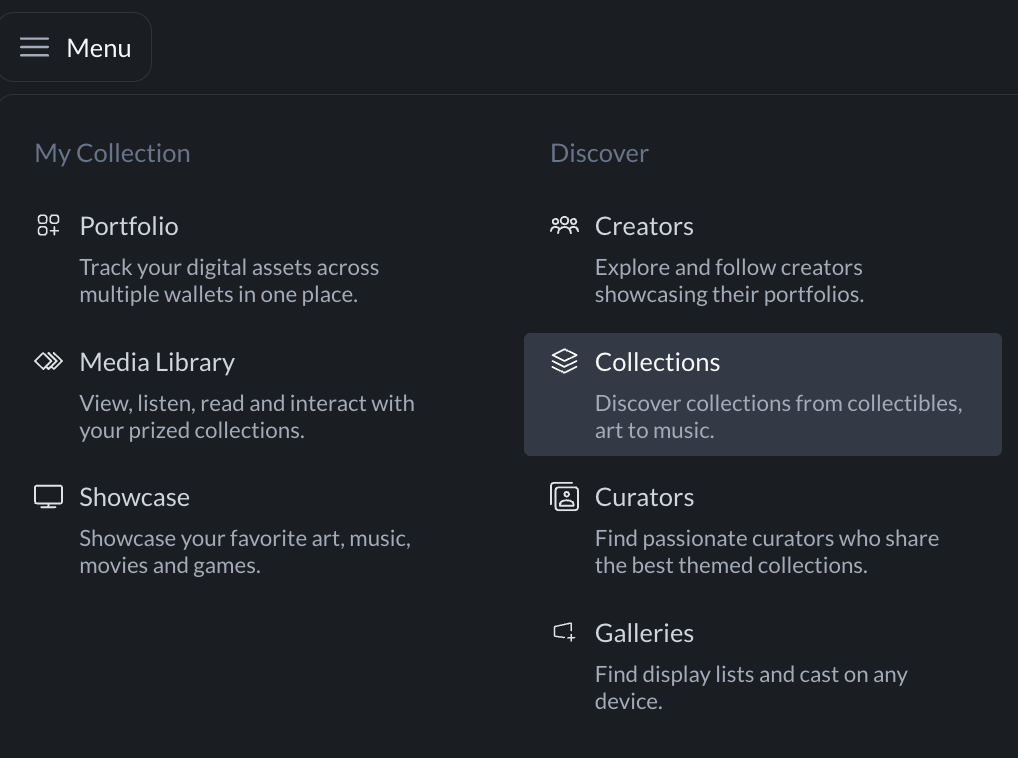 Menu
My Collection
Portfolio
Track your digital assets across
multiple wallets in one place.
Media Library
View, listen, read and interact with
your prized collections.
Showcase
Showcase your favorite art, music,
movies and games.
Discover
Creators
Explore and follow creators
showcasing their portfolios.
Collections
Discover collections from collectibles,
art to music.
Curators
Find passionate curators who share
the best themed collections.
Galleries
Find display lists and cast on any
device.